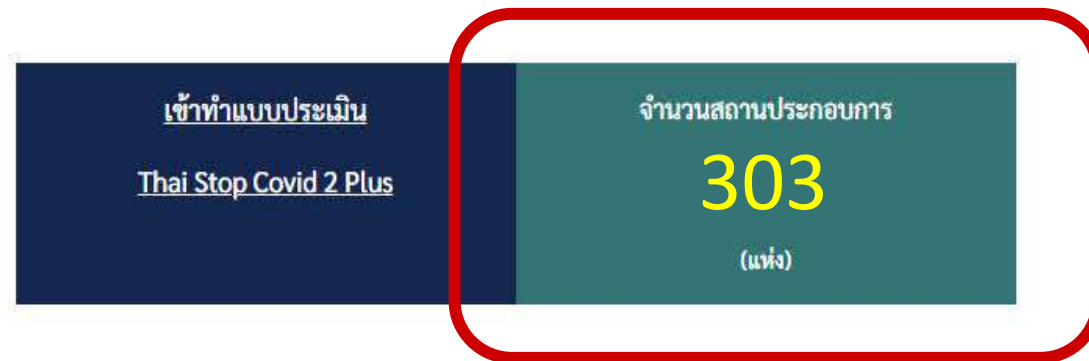 เข้าทำแบบประเมิน
Thai Stop Covid 2 Plus
จำนวนสถานประกอบการ
303
(แห่ง)